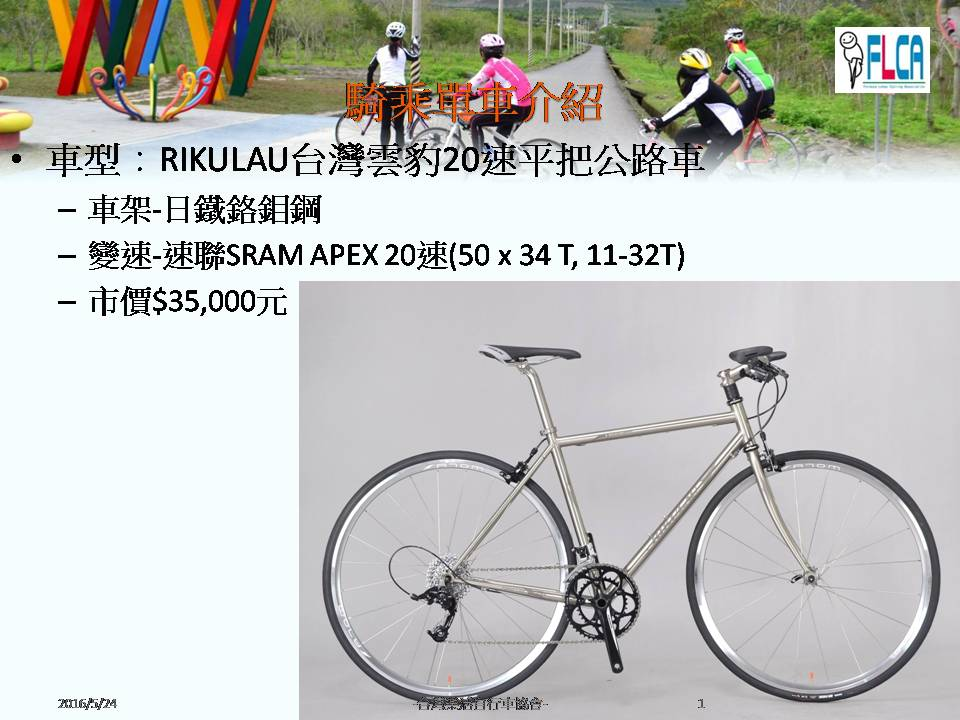 FLCA
騎乘單車介紹
• 車型：RIKULAU台灣雲豹20速平把公路車
– 車架-日鐵鉻鉬鋼
– 變速-速聯SRAM APEX 20速(50 x 34 T, 11-32T)
– 市價$35,000元
2016/5/24
1